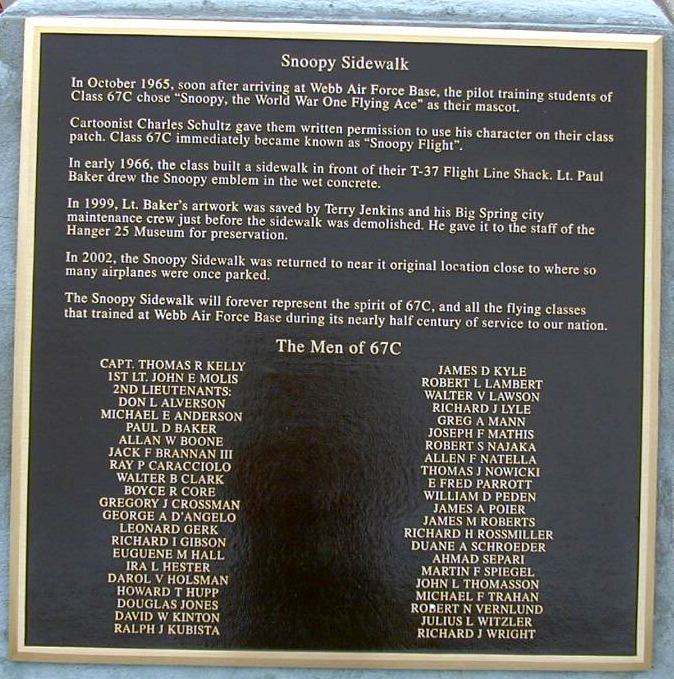 Snoopy Sidewalk
In October 1965, soon after arriving at Webb Air Force Base, the pilot training students of
Class 67C chose “Snoopy, the World War One Flying Ace” as their mascot.
Cartoonist Charles Schultz gave them written permission to use his character on their class
patch. Class 67C immediately became known as “Snoopy Flight”.
In early 1966, the class built a sidewalk in front of their T-37 Flight Line Shack. Lt. Paul
Baker drew the Snoopy emblem in the wet concrete.
In 1999, Lt. Baker's artwork was saved by Terry Jenkins and his Big Spring city
maintenance crew just before the sidewalk was demolished. He gave it to the staff of the
Hanger 25 Museum for preservation.
In 2002, the Snoopy Sidewalk was returned to near it original location close to where so
many airplanes were once parked.
The Snoopy Sidewalk will forever represent the spirit of 67C, and all the flying classes
that trained at Webb Air Force Base during its nearly half century of service to our nation.
The Men of 67C
CAPT. THOMAS R KELLY
1ST LT. JOHN E MOLIS
2ND LIEUTENANTS:
DON L ALVERSON
MICHAEL E ANDERSON
PAUL D BAKER
ALLAN W BOONE
JACK F BRANNAN III
RAY P CARACCIOLO
WALTER B CLARK
BOYCE R CORE
GREGORY J CROSSMAN
GEORGE A D'ANGELO
LEONARD GERK
RICHARD I GIBSON
EUGUENE M HALL
IRA L HESTER
DAROL V HOLSMAN
HOWARD T HUPP
DOUGLAS JONES
DAVID W KINTON
RALPH J KUBISTA
JAMES D KYLE
ROBERT L LAMBERT
WALTER V LAWSON
RICHARD J LYLE
GREG A MANN
JOSEPH F MATHIS
ROBERT S NAJAKA
ALLEN F NATELLA
THOMAS J NOWICKI
E FRED PARROTT
WILLIAM D PEDEN
JAMES A POIER
JAMES M ROBERTS
RICHARD H ROSSMILLER
DUANE A SCHROEDER
AHMAD SEPARI
MARTIN F SPIEGEL
JOHN L THOMASSON
MICHAEL F TRAHAN
ROBERT N VERNLUND
JULIUS L WITZLER
RICHARD J WRIGHT